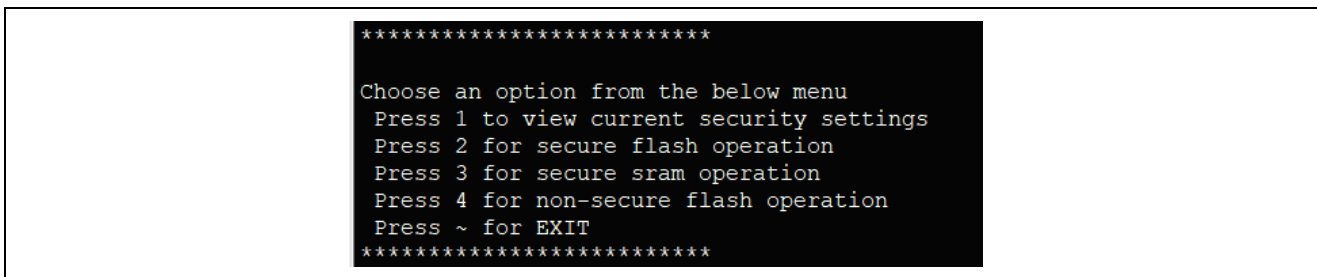 **************************
Choose an option from the below menu
Press 1 to view current security settings
Press 2 for secure flash operation
Press 3 for secure sram operation
Press 4 for non-secure flash operation
Press ~ for EXIT
**************************